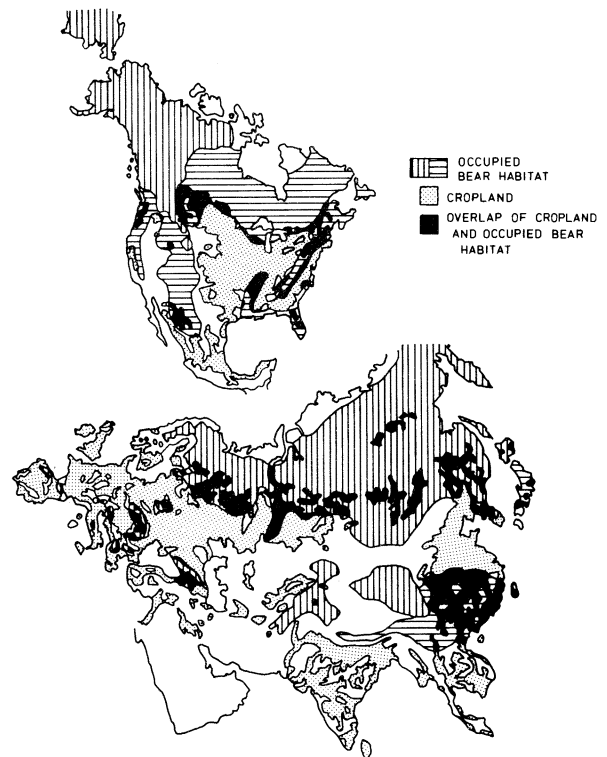 OCCUPIED
BEAR HABITAT
CROPLAND
OVERLAP OF CROPLAND
AND OCCUPIED BEAR
HABITAT